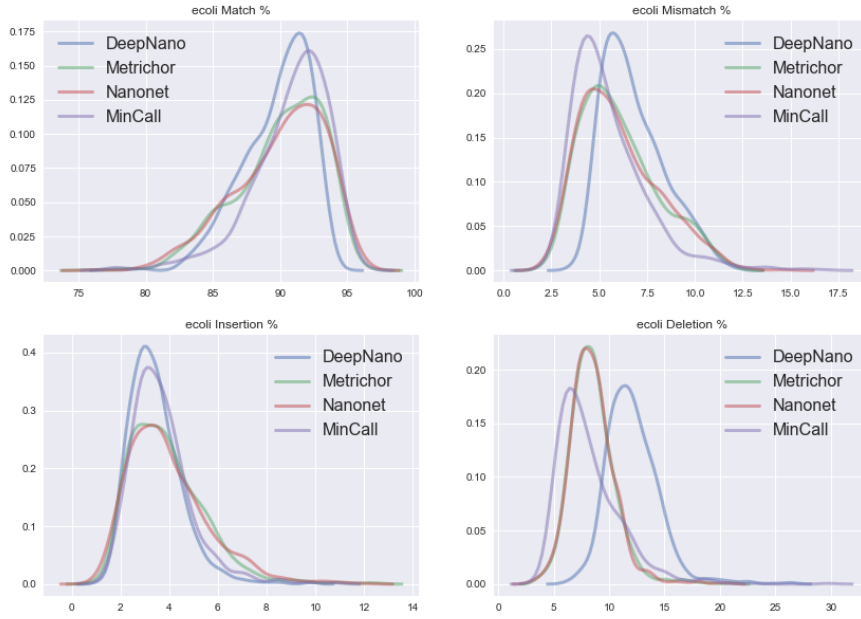 ecoli Match %
0.175
0.150
0.125
0.100
0.075
0.050
0.025
0.000
75 80 85 90 95 100
DeepNano
Metrichor
Nanonet
MinCall
ecoli Mismatch %
0.25
0.20
0.15
0.10
0.05
0.00
0.0 2.5 5.0 7.5 10.0 12.5 15.0 17.5
DeepNano
Metrichor
Nanonet
MinCall
ecoli Insertion %
0.4
0.3
0.2
0.1
0.0
0 2 4 6 8 10 12 14
DeepNano
Metrichor
Nanonet
MinCall
ecoli Deletion %
0.20
0.15
0.10
0.05
0.00
0 5 10 15 20 25 30
DeepNano
Metrichor
Nanonet
MinCall